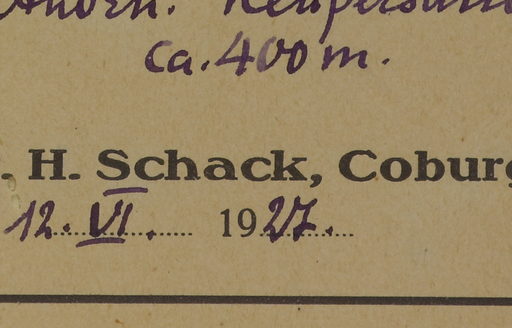 ca. 400 m.
. H. Schack, Coburg
12. VI. 1927.